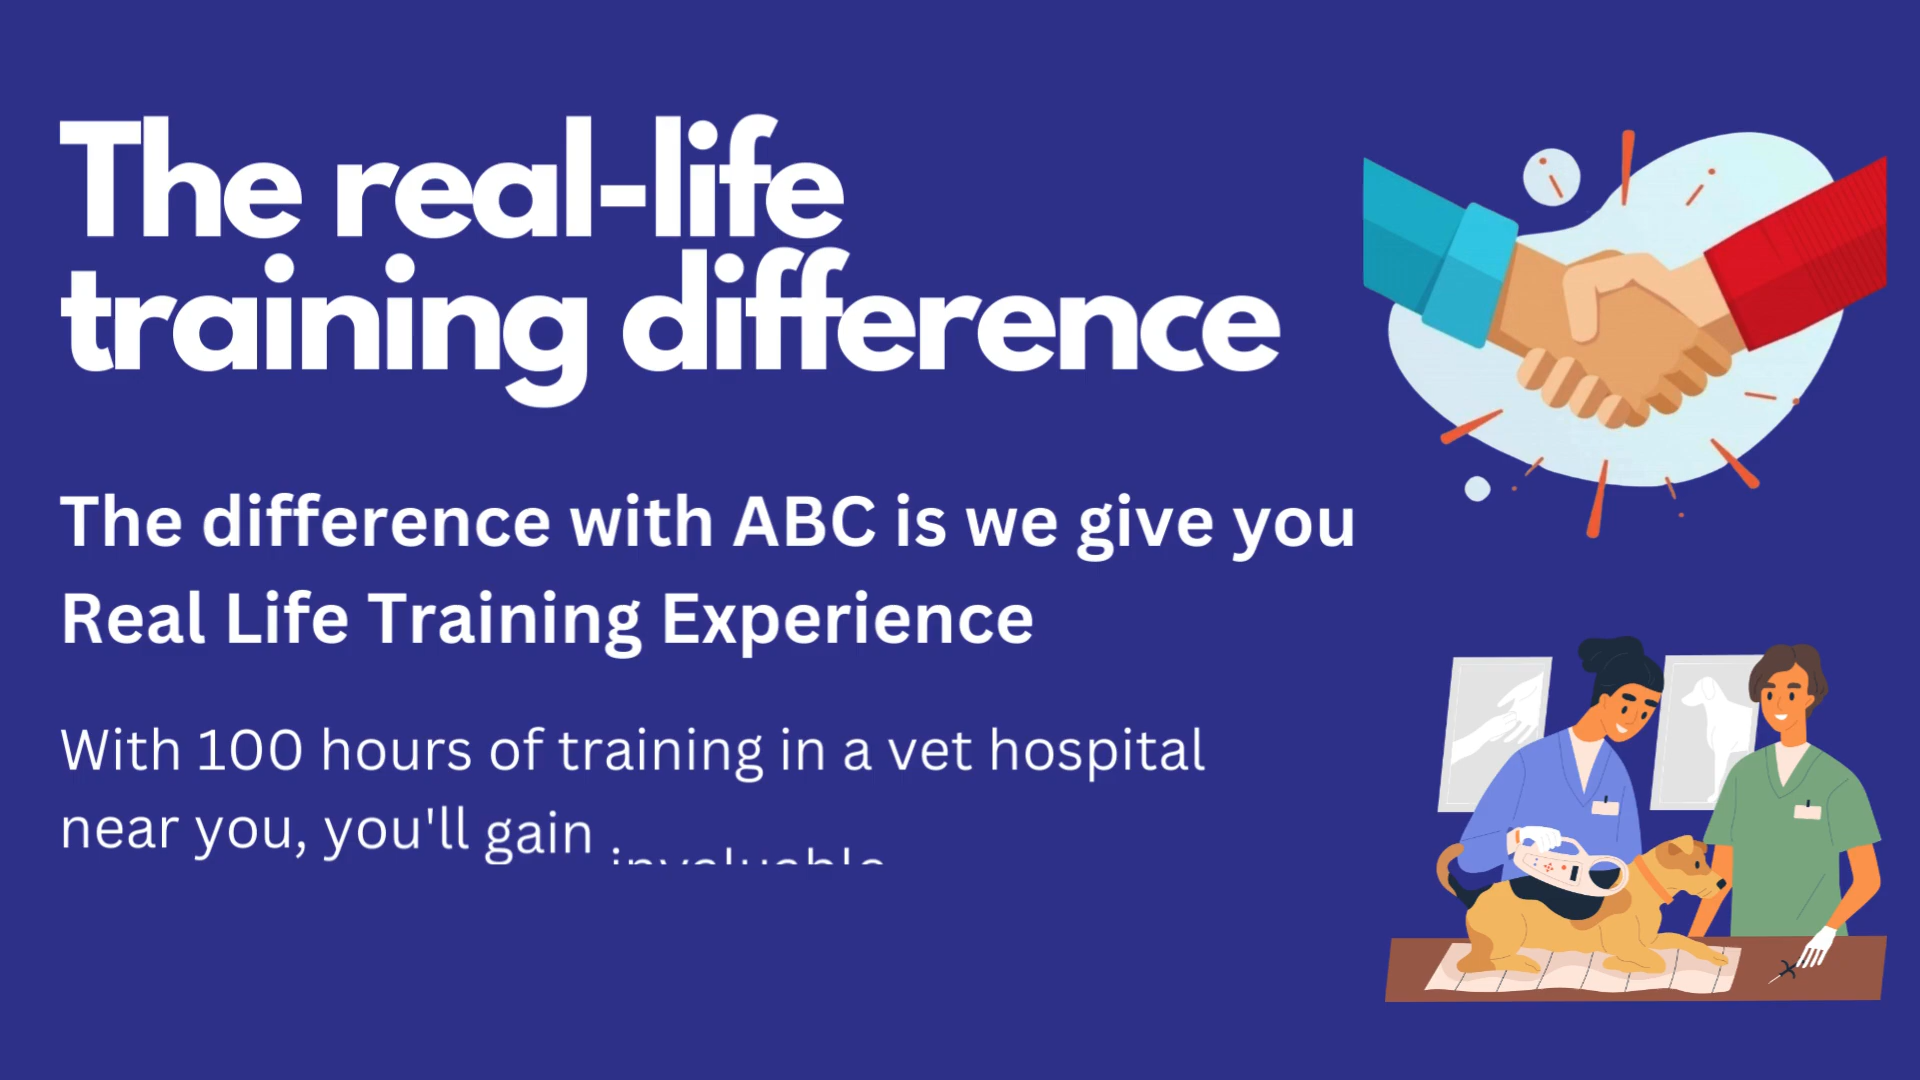 The real-life
training difference
The difference with ABC is we give you
Real Life Training Experience
With 100 hours of training in a vet hospital
near you, you'll gain